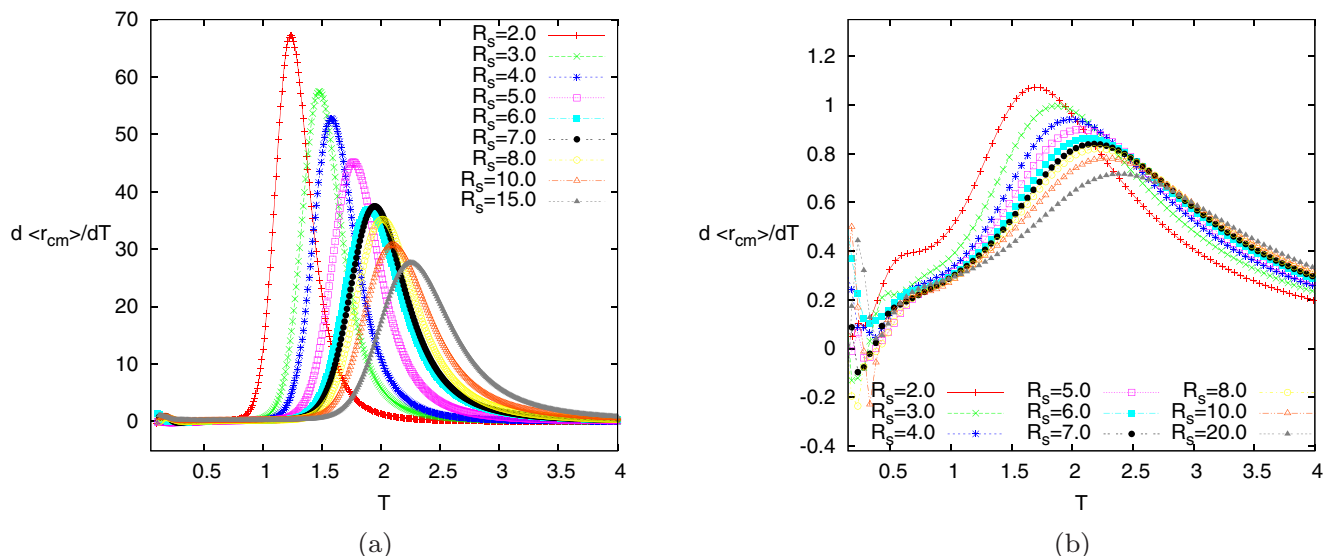 70
60
50
40
30
20
10
0
d <r_cm>/dT
0.5 1 1.5 2 2.5 3 3.5 4
T
R_s=2.0
R_s=3.0
R_s=4.0
R_s=5.0
R_s=6.0
R_s=7.0
R_s=8.0
R_s=10.0
R_s=15.0
(a)
1.2
1
0.8
0.6
0.4
0.2
0
-0.2
-0.4
d <r_cm>/dT
0.5 1 1.5 2 2.5 3 3.5 4
T
R_s=2.0 R_s=5.0 R_s=8.0
R_s=3.0 R_s=6.0 R_s=10.0
R_s=4.0 R_s=7.0 R_s=20.0
(b)